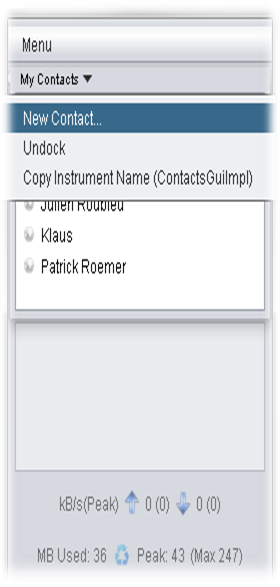 Menu
My Contacts ▼
New Contact...
Undock
Copy Instrument Name (ContactsGuiImpl)
Julien Roubieu
Klaus
Patrick Roemer
kB/s(Peak) 0 (0) 0 (0)
MB Used: 36 Peak: 43 (Max 247)